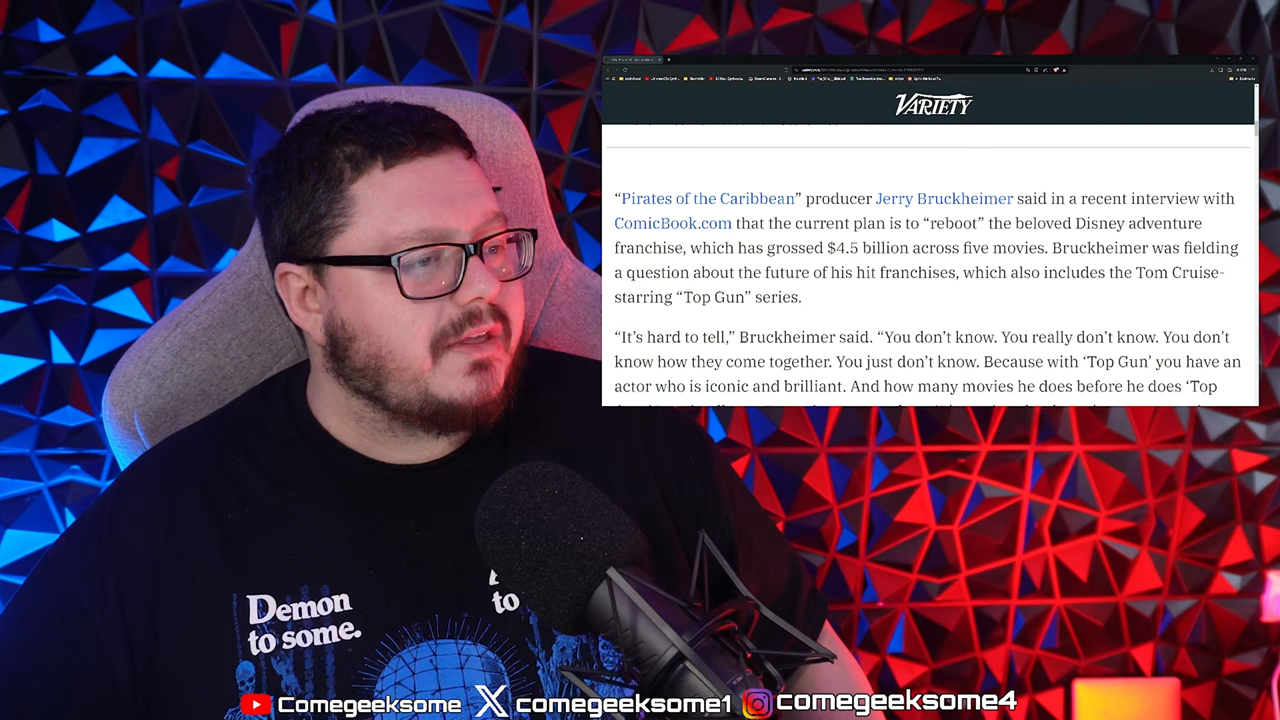 VARIETY
“Pirates of the Caribbean” producer Jerry Bruckheimer said in a recent interview with
ComicBook.com that the current plan is to “reboot” the beloved Disney adventure
franchise, which has grossed $4.5 billion across five movies. Bruckheimer was fielding
a question about the future of his hit franchises, which also includes the Tom Cruise-
starring “Top Gun” series.
“It’s hard to tell,” Bruckheimer said. “You don’t know. You really don’t know. You don’t
know how they come together. You just don’t know. Because with ‘Top Gun’ you have an
actor who is iconic and brilliant. And how many movies he does before he does ‘Top
Demon
to some.
to
Comegeeksome
comegeeksome1
comegeeksome4